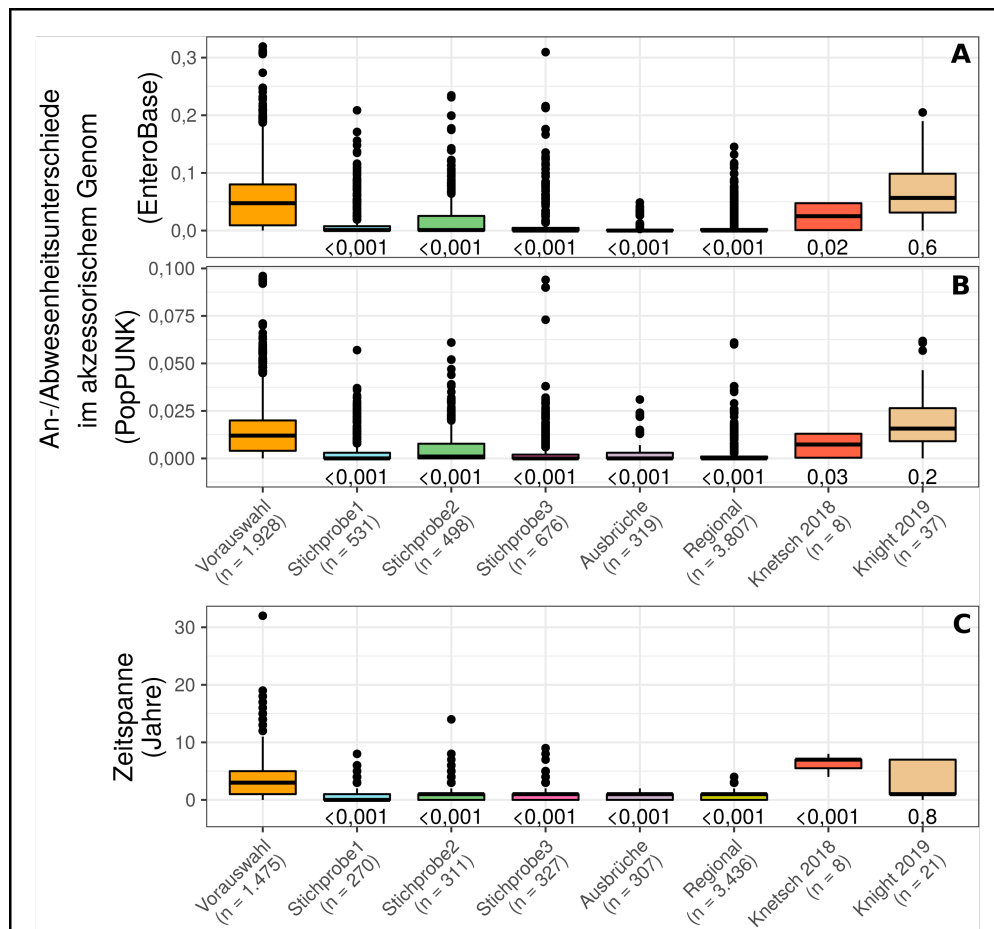 An-/Abwesenheitsunterschiede
im akzessorischem Genom
(EnteroBase)
A
0,3
0,2
0,1
0,0
<0,001
<0,001
<0,001
<0,001
<0,001
0,02
0,6
(PopPUNK)
B
0,100
0,075
0,050
0,025
0,000
<0,001
<0,001
<0,001
<0,001
<0,001
0,03
0,2
Vorauswahl
(n = 1.928)
Stichprobe1
(n = 531)
Stichprobe2
(n = 498)
Stichprobe3
(n = 676)
Ausbrüche
(n = 319)
Regional
(n = 3.807)
Knetsch 2018
(n = 8)
Knight 2019
(n = 37)
Zeitspanne
(Jahre)
C
30
20
10
0
<0,001
<0,001
<0,001
<0,001
<0,001
<0,001
0,8
Vorauswahl
(n = 1.475)
Stichprobe1
(n = 270)
Stichprobe2
(n = 311)
Stichprobe3
(n = 327)
Ausbrüche
(n = 307)
Regional
(n = 3.436)
Knetsch 2018
(n = 8)
Knight 2019
(n = 21)